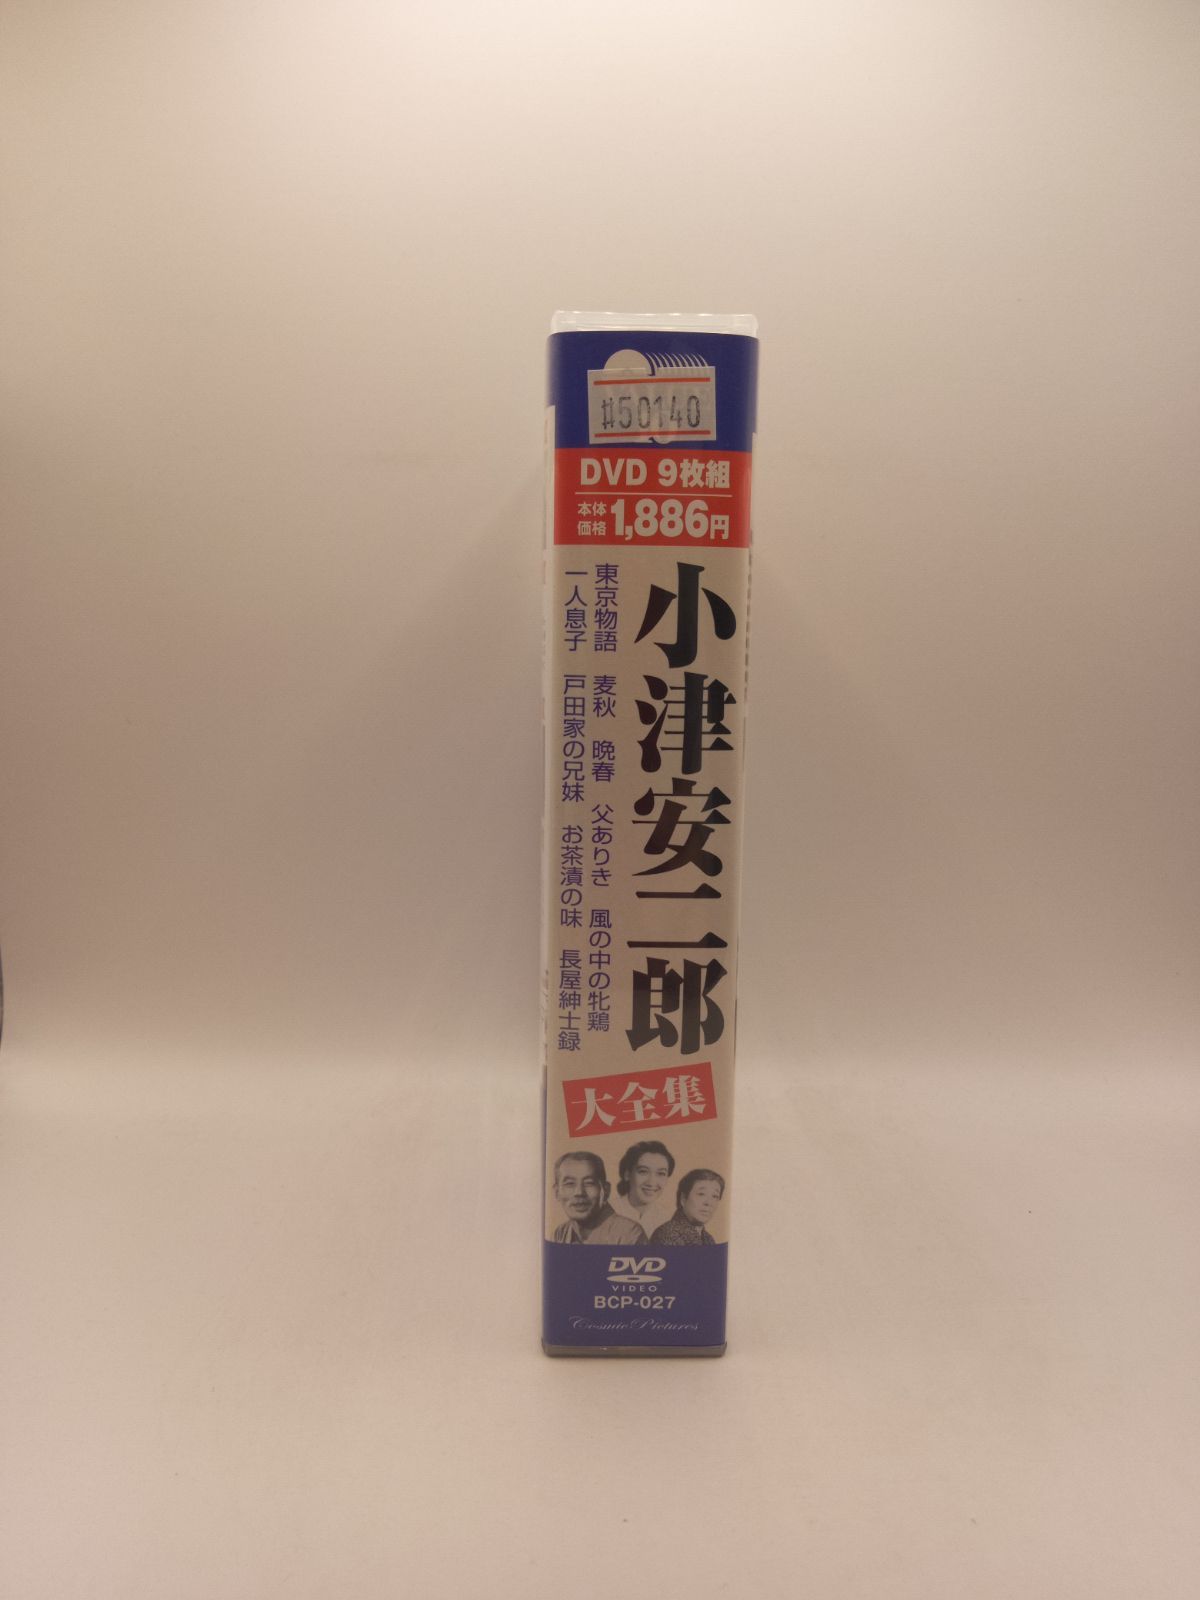 #50140
DVD 9枚組
本体価格1,886円
小津安二郎
東京物語 麦秋 晩春 父ありき 風の中の牝鶏
一人息子 戸田家の兄妹 お茶漬の味 長屋紳士録
大全集
DVD
VIDEO
BCP-027
Cosmic Pictures